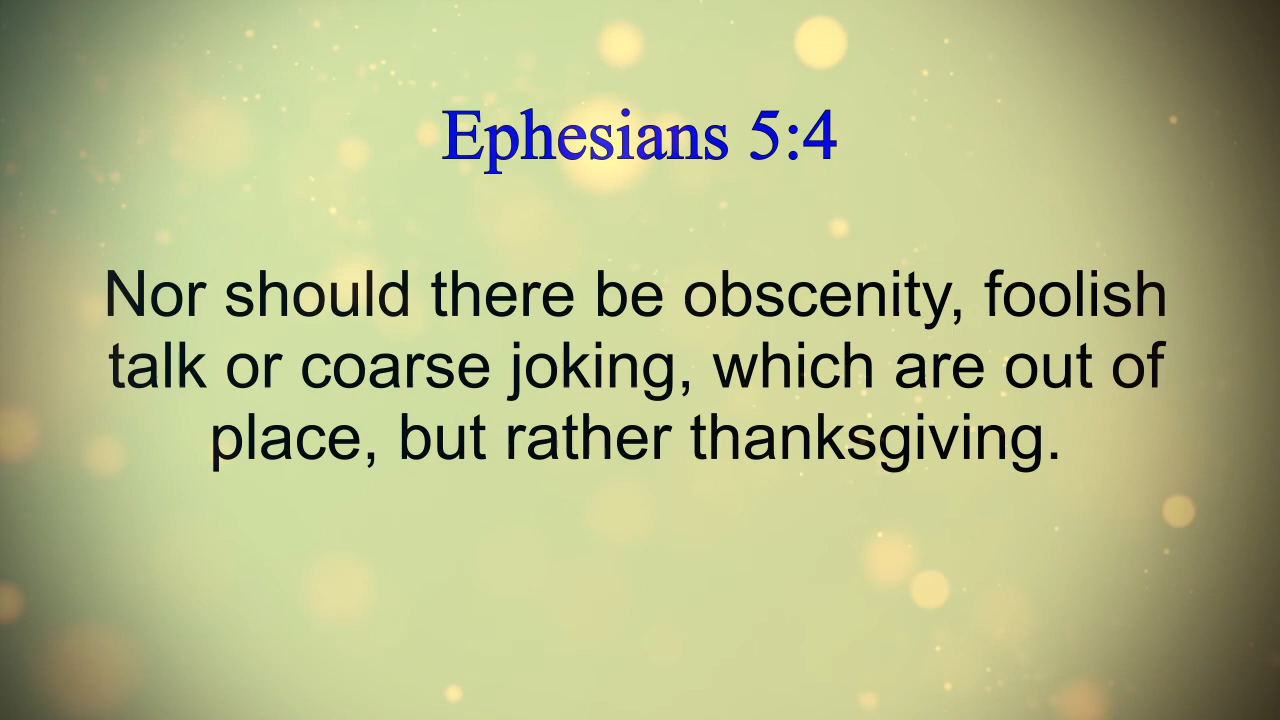 Ephesians 5:4
Nor should there be obscenity, foolish
talk or coarse joking, which are out of
place, but rather thanksgiving.